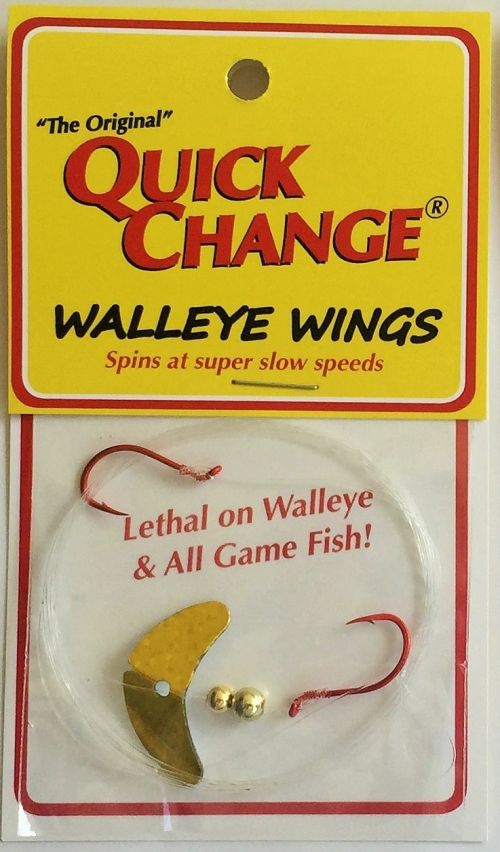 "The Original"
QUICK
CHANGE®
WALLEYE WINGS
Spins at super slow speeds
Lethal on Walleye
& All Game Fish!